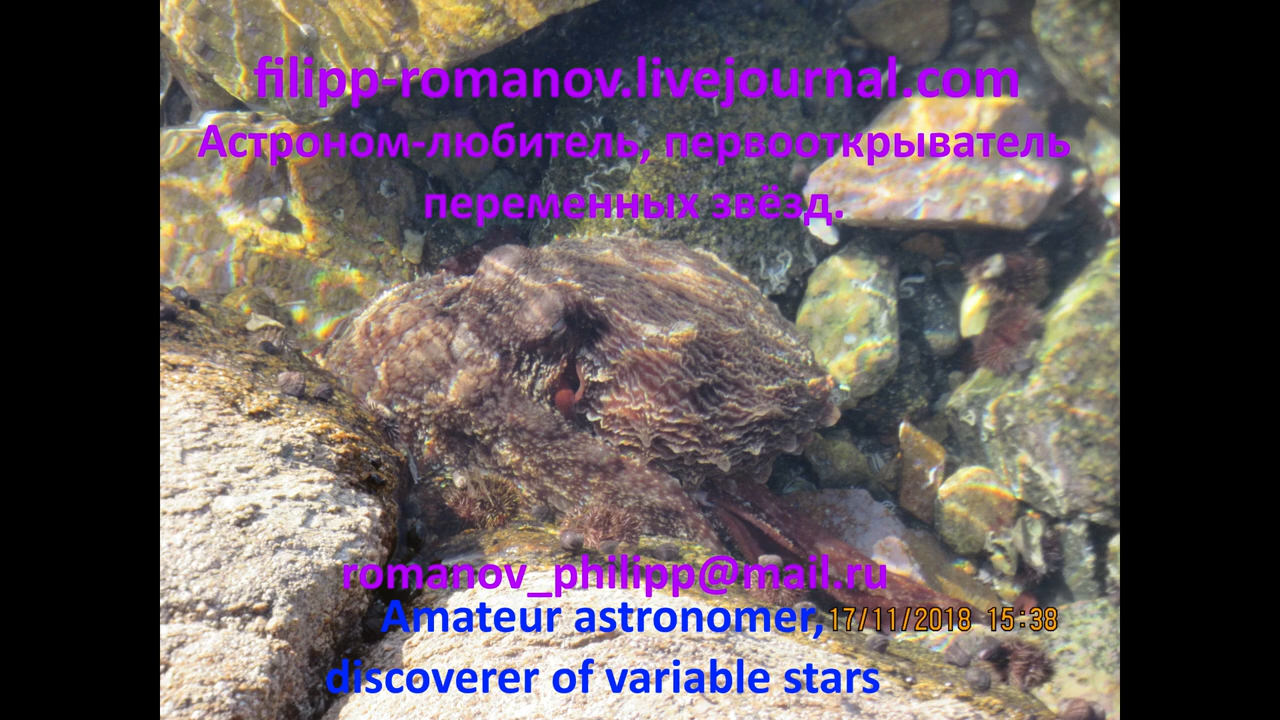 filipp-romanov.livejournal.com
Астроном-любитель, первооткрыватель
переменных звёзд.
romanov_philipp@mail.ru
Amateur astronomer,
17/11/2018 15:38
discoverer of variable stars